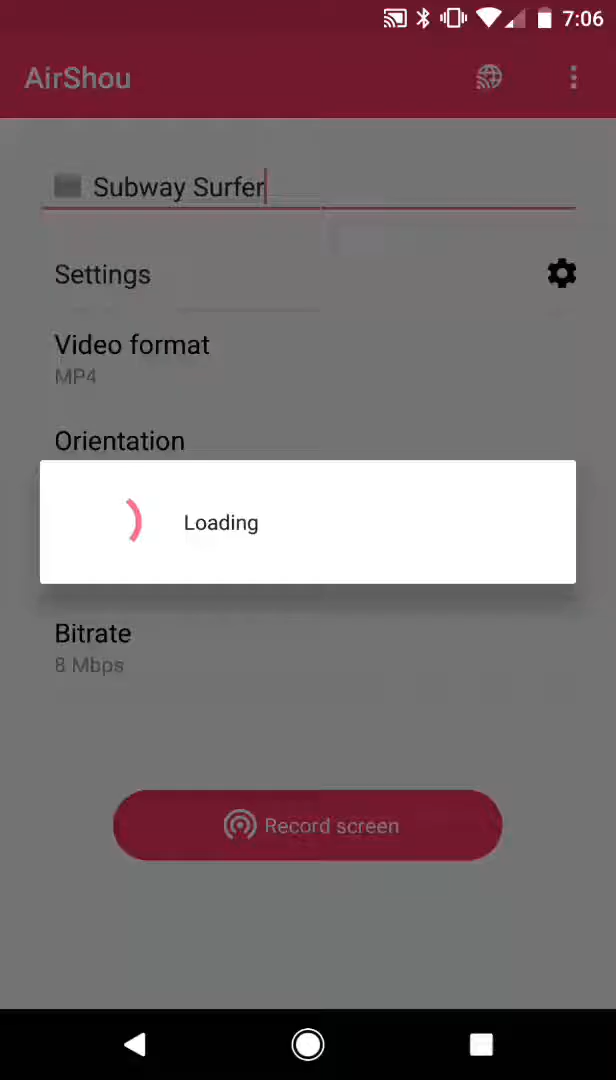 7:06
AirShou
Subway Surfer
Settings
Video format
MP4
Orientation
Loading
Bitrate
8 Mbps
Record screen